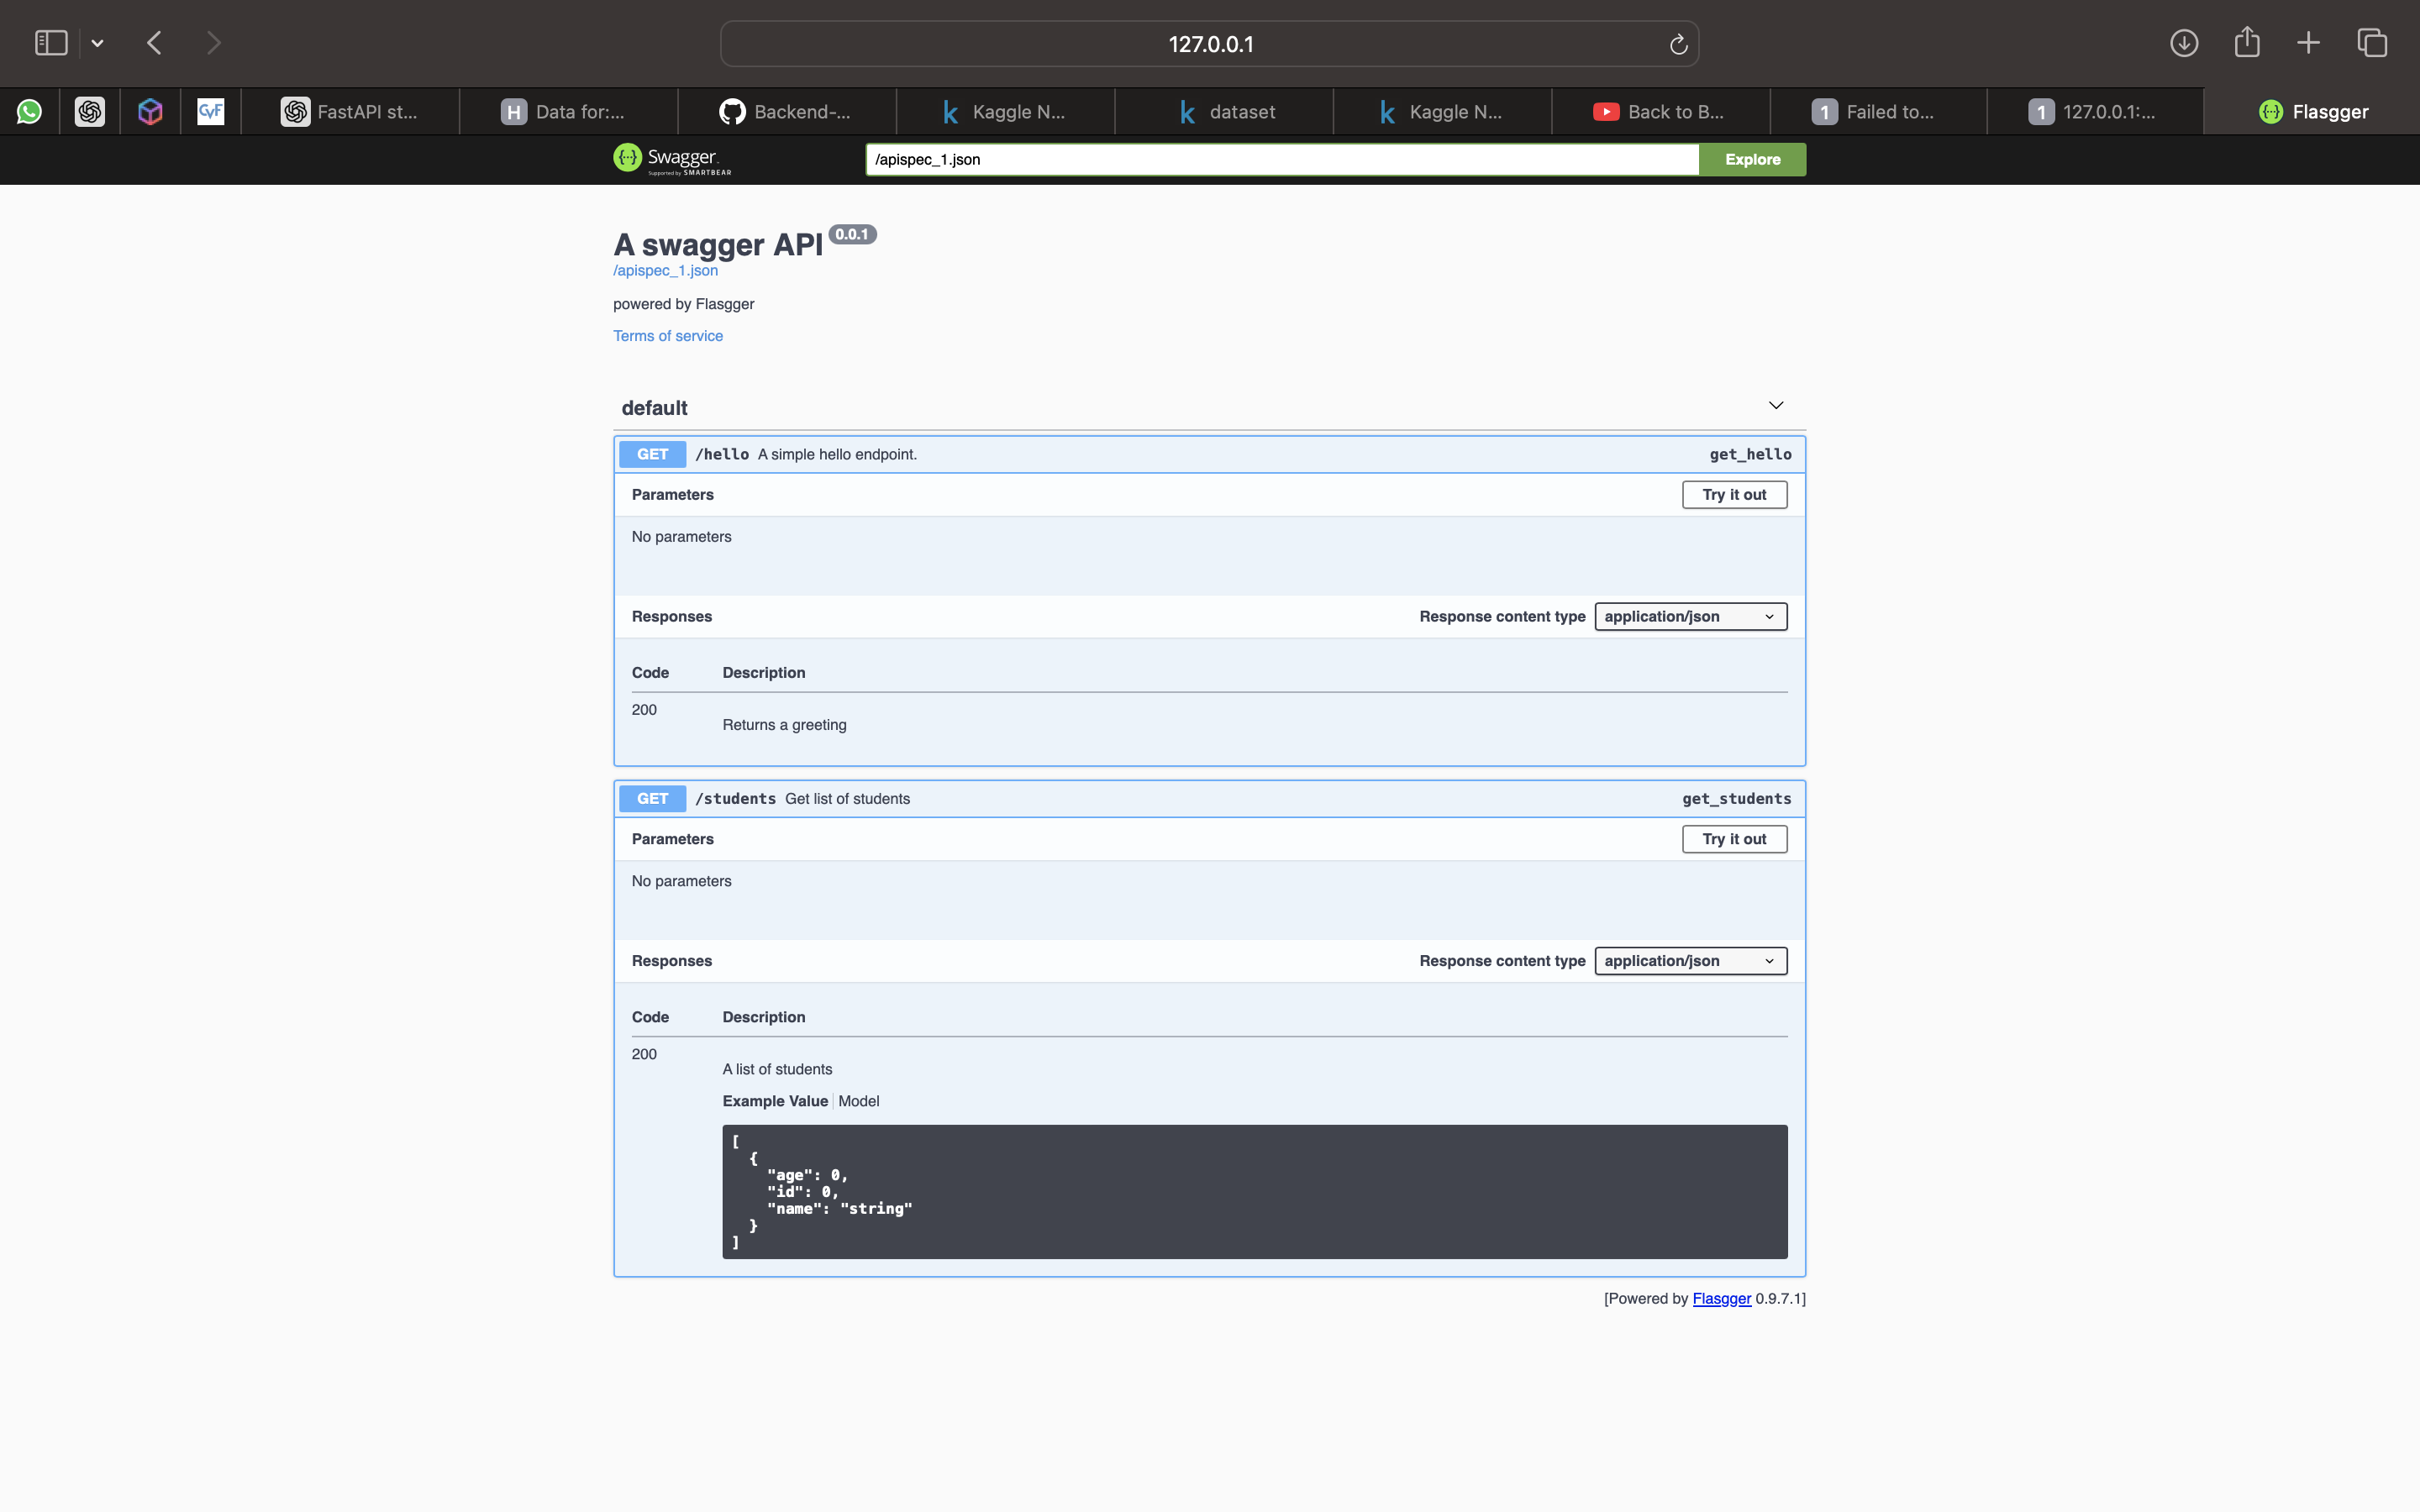 127.0.0.1
FastAPI st...
H Data for:...
Backend-...
k Kaggle N...
k dataset
k Kaggle N...
Back to B...
1 Failed to...
1 127.0.0.1:...
{···} Flasgger
CVF
{···} Swagger.
Supported by SMARTBEAR
/apispec_1.json
Explore
A swagger API 0.0.1
/apispec_1.json
powered by Flasgger
Terms of service
default
GET /hello A simple hello endpoint. get_hello
Parameters Try it out
No parameters
Responses Response content type application/json
Code Description
200
Returns a greeting
GET /students Get list of students get_students
Parameters Try it out
No parameters
Responses Response content type application/json
Code Description
200
A list of students
Example Value Model
[
{
"age": 0,
"id": 0,
"name": "string"
}
]
[Powered by Flasgger 0.9.7.1]